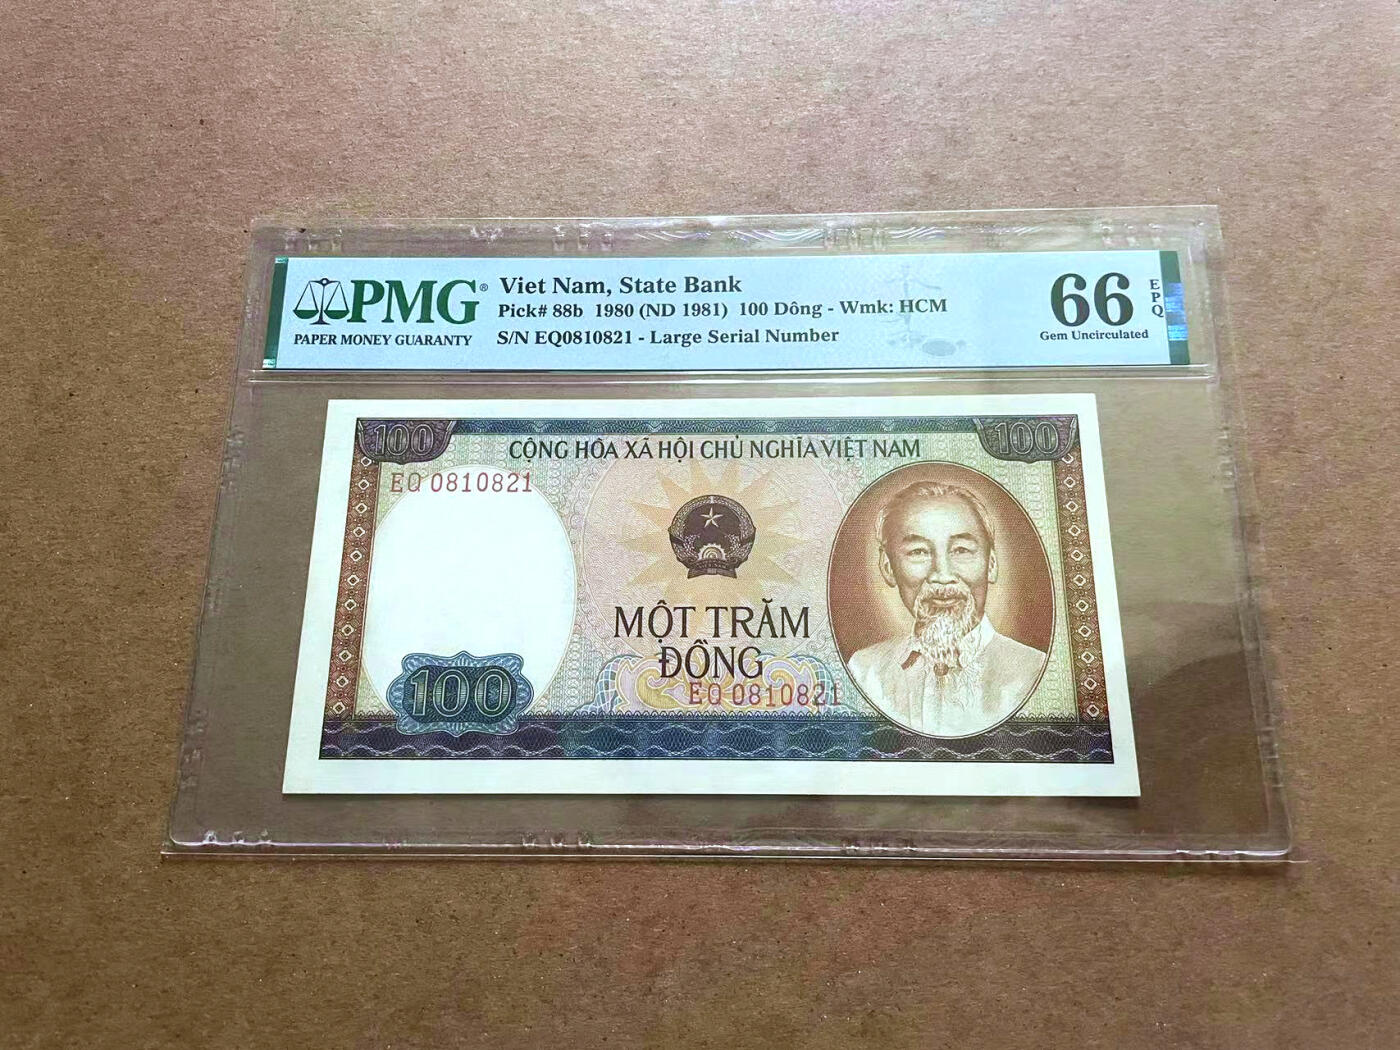 PMG®
PAPER MONEY GUARANTY
Viet Nam, State Bank
Pick# 88b 1980 (ND 1981) 100 Dông - Wmk: HCM
S/N EQ0810821 - Large Serial Number
66 EPQ
Gem Uncirculated
100
CỘNG HÒA XÃ HỘI CHỦ NGHĨA VIỆT NAM
100
EQ 0810821
MỘT TRĂM
ĐỒNG
100
EQ 0810821